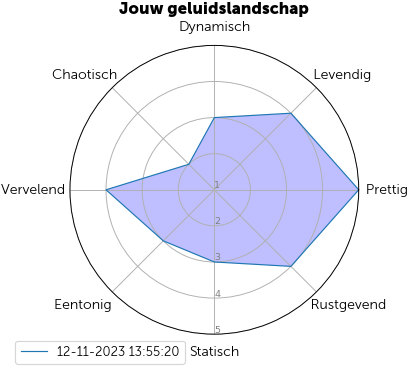 Jouw geluidslandschap
Dynamisch
Chaotisch
Levendig
Vervelend
Prettig
1
2
3
4
5
Eentonig
Rustgevend
Statisch
12-11-2023 13:55:20